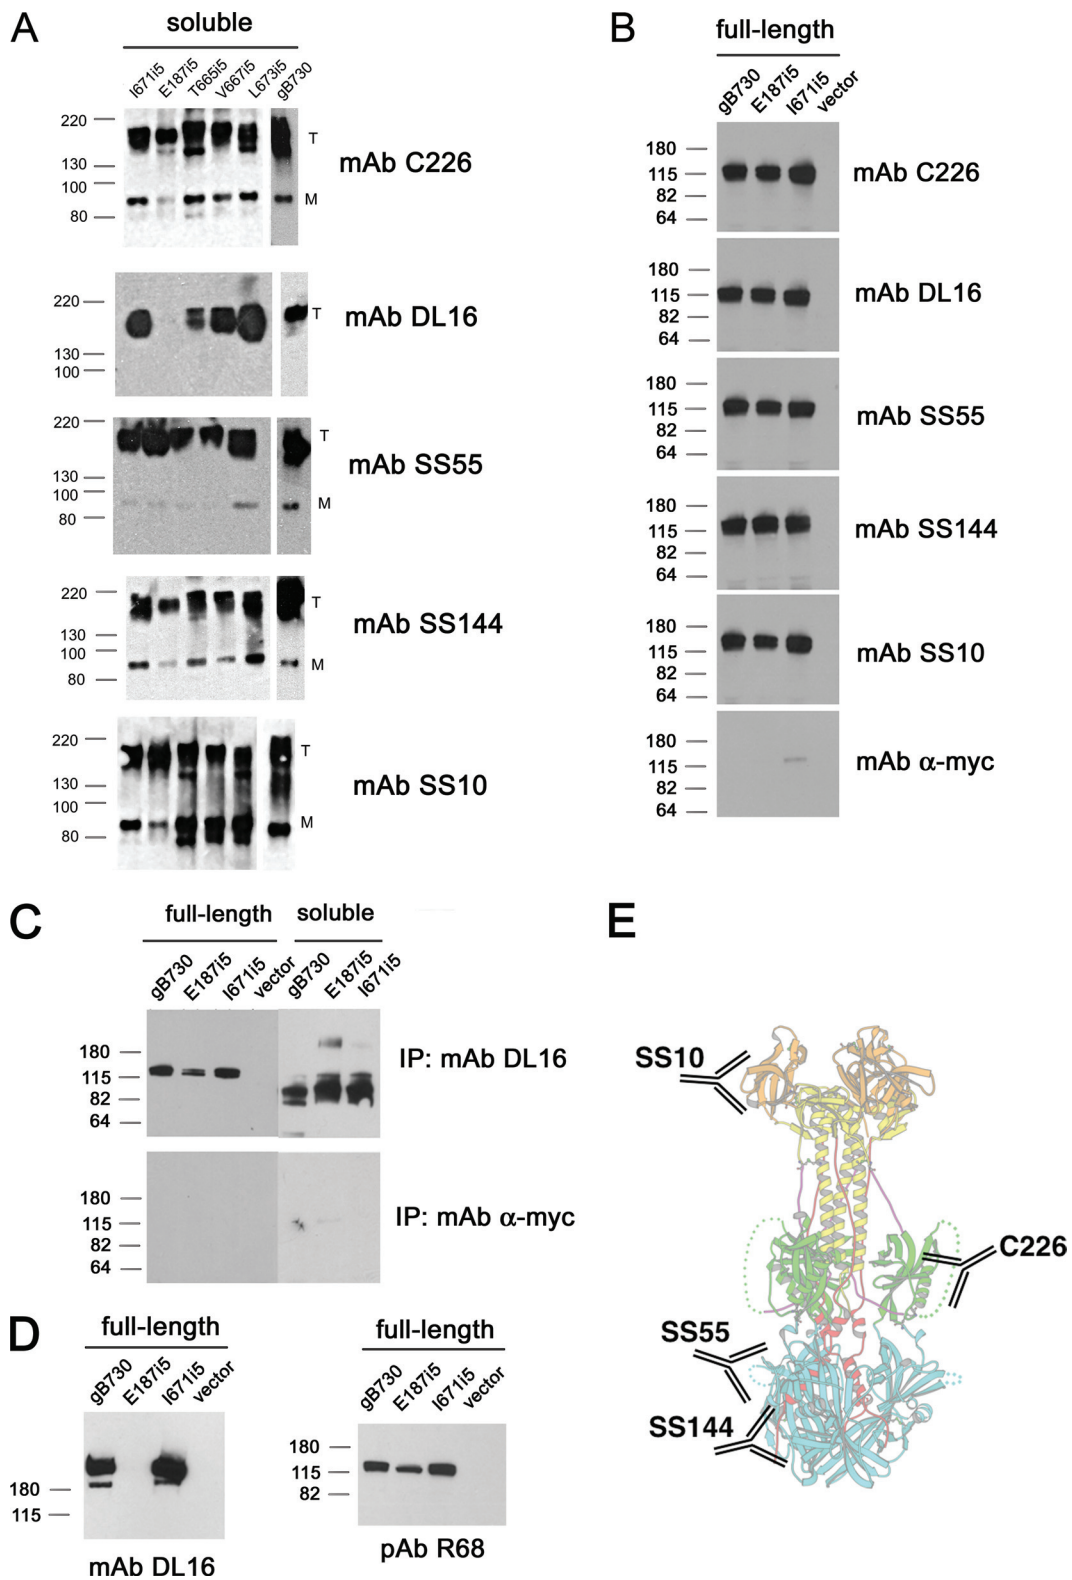 A
soluble
I671i5 E187i5 T665i5 V667i5 L673i5 gB730
220
130
100
80
T
M
mAb C226
220
130
100
T
mAb DL16
220
130
100
80
T
M
mAb SS55
220
130
100
80
T
M
mAb SS144
220
130
100
80
T
M
mAb SS10
B
full-length
gB730 E187i5 I671i5 vector
180
115
82
64
mAb C226
180
115
82
64
mAb DL16
180
115
82
64
mAb SS55
180
115
82
64
mAb SS144
180
115
82
64
mAb SS10
180
115
82
64
mAb α-myc
C
full-length soluble
gB730 E187i5 I671i5 vector gB730 E187i5 I671i5
180
115
82
64
IP: mAb DL16
180
115
82
64
IP: mAb α-myc
D
full-length
gB730 E187i5 I671i5 vector
180
115
mAb DL16
full-length
gB730 E187i5 I671i5 vector
180
115
82
pAb R68
E
SS10
C226
SS55
SS144